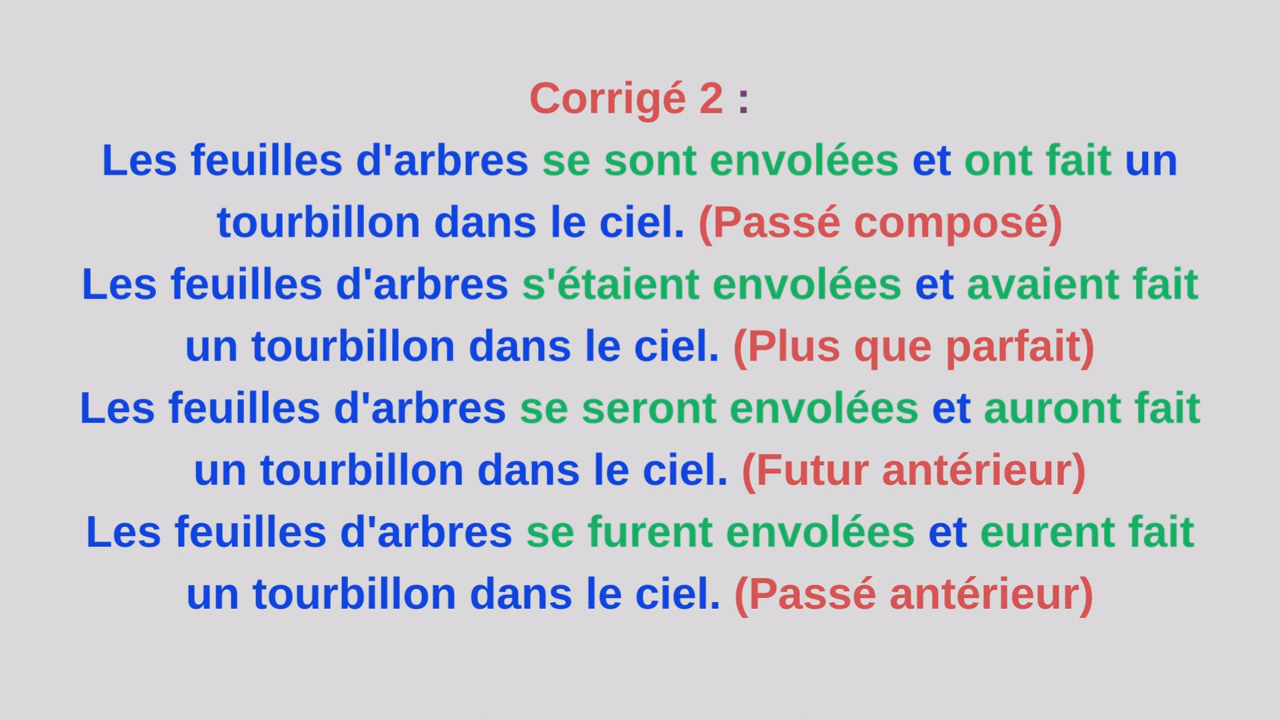 Corrigé 2 :
Les feuilles d'arbres se sont envolées et ont fait un
tourbillon dans le ciel. (Passé composé)
Les feuilles d'arbres s'étaient envolées et avaient fait
un tourbillon dans le ciel. (Plus que parfait)
Les feuilles d'arbres se seront envolées et auront fait
un tourbillon dans le ciel. (Futur antérieur)
Les feuilles d'arbres se furent envolées et eurent fait
un tourbillon dans le ciel. (Passé antérieur)